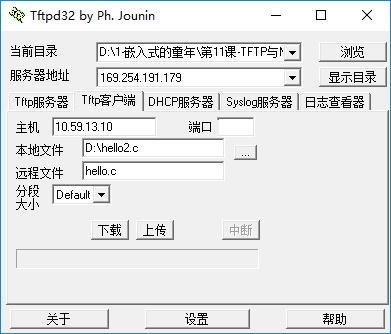 Tftpd32 by Ph. Jounin
当前目录 D:\1-嵌入式的童年\第11课-TFTP与N 浏览
服务器地址 169.254.191.179 显示目录
Tftp服务器 Tftp客户端 DHCP服务器 Syslog服务器 日志查看器
主机 10.59.13.10 端口
本地文件 D:\hello2.c ...
远程文件 hello.c
分段
大小 Default
下载 上传 中断
关于 设置 帮助